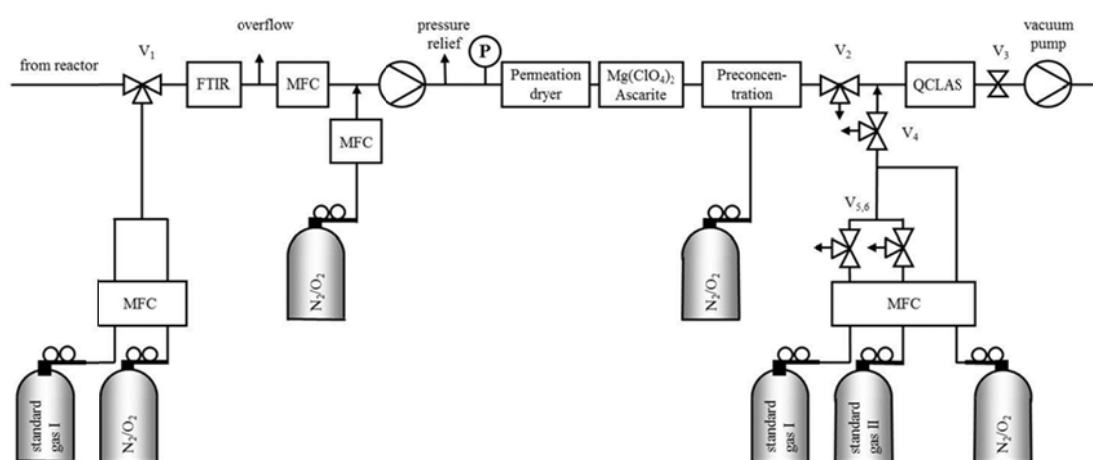 overflow
pressure
relief
vacuum
pump
from reactor
V1
FTIR
MFC
P
Permeation
dryer
Mg(ClO4)2
Ascarite
Preconcen-
tration
V2
QCLAS
V3
MFC
V4
V5,6
N2/O2
N2/O2
MFC
MFC
standard
gas I
N2/O2
standard
gas I
standard
gas II
N2/O2